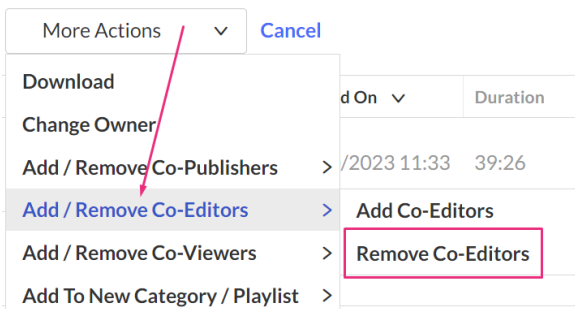 More Actions Cancel
Download
d On Duration
Change Owner
Add / Remove Co-Publishers
/2023 11:33 39:26
Add / Remove Co-Editors
Add Co-Editors
Add / Remove Co-Viewers
Remove Co-Editors
Add To New Category / Playlist